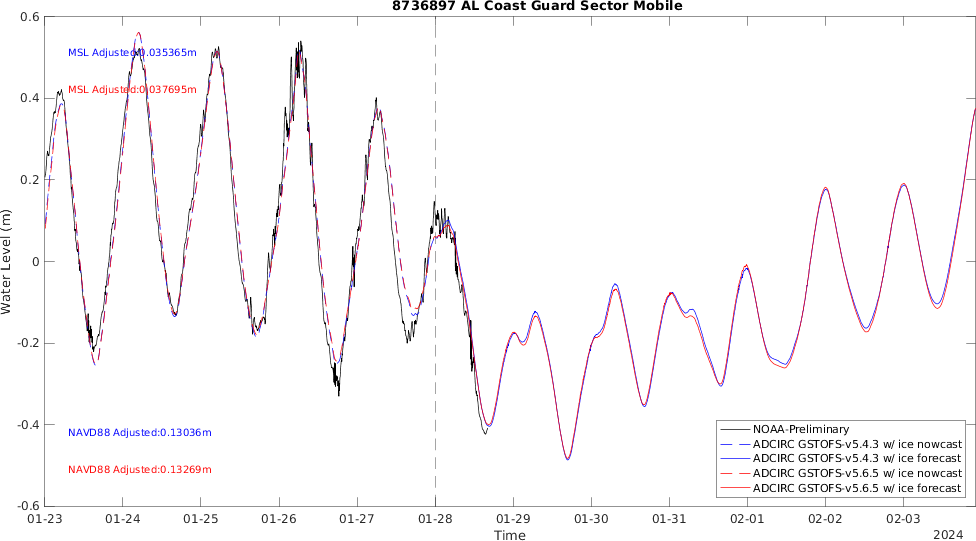 8736897 AL Coast Guard Sector Mobile
0.6
0.4
0.2
0
-0.2
-0.4
-0.6
Water Level (m)
MSL Adjusted:0.035365m
MSL Adjusted:0.037695m
NAVD88 Adjusted:0.13036m
NAVD88 Adjusted:0.13269m
NOAA-Preliminary
ADCIRC GSTOFS-v5.4.3 w/ ice nowcast
ADCIRC GSTOFS-v5.4.3 w/ ice forecast
ADCIRC GSTOFS-v5.6.5 w/ ice nowcast
ADCIRC GSTOFS-v5.6.5 w/ ice forecast
01-23 01-24 01-25 01-26 01-27 01-28 01-29 01-30 01-31 02-01 02-02 02-03
Time
2024